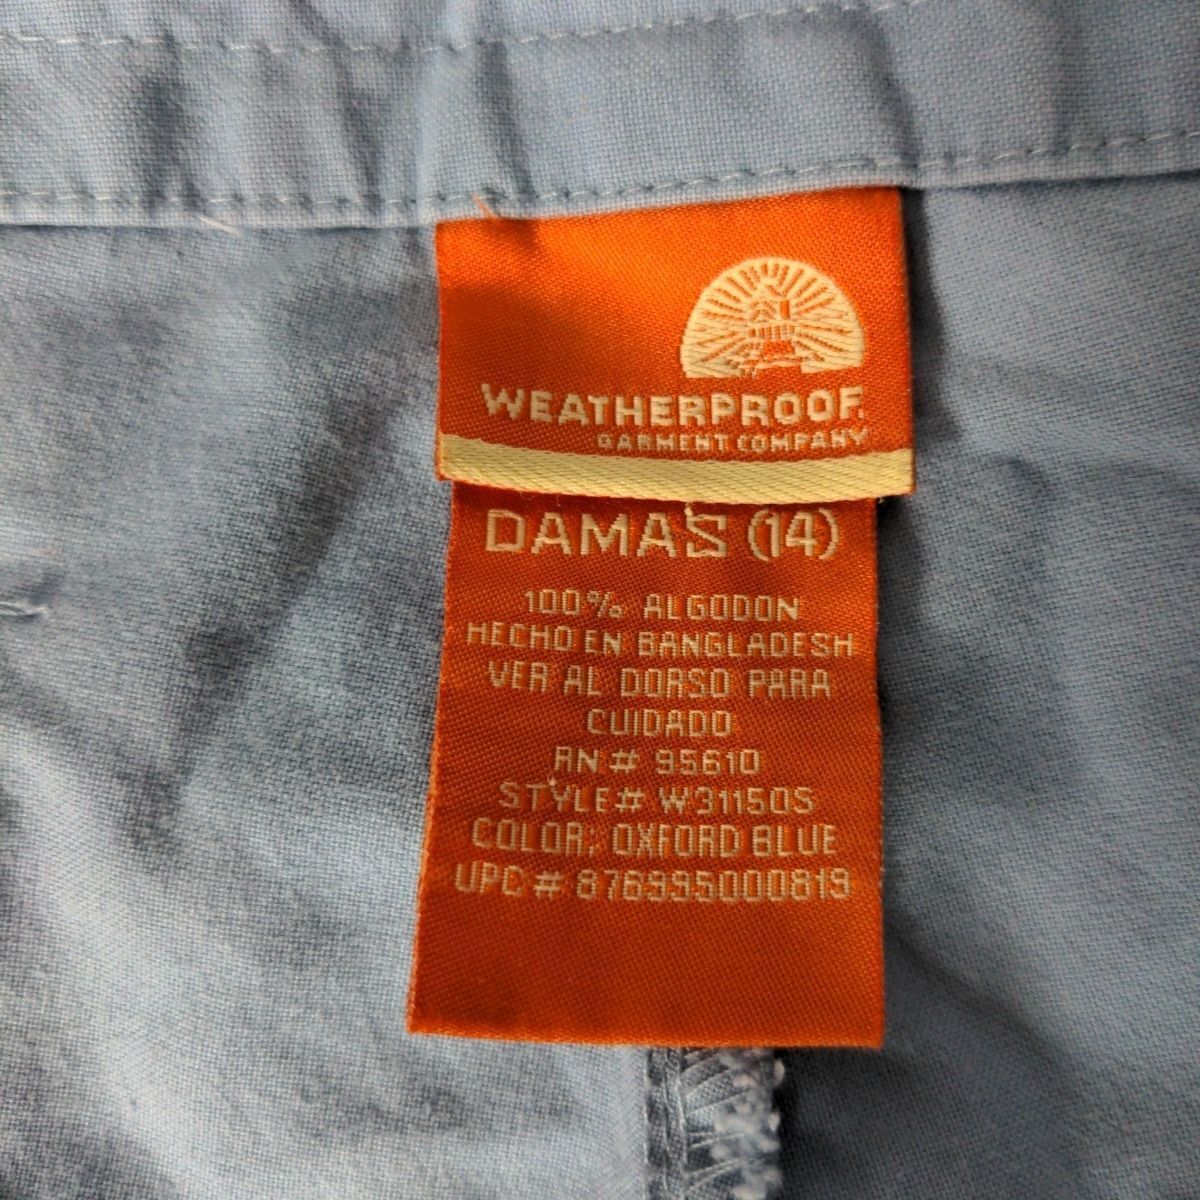 WEATHERPROOF.
GARMENT COMPANY
DAMAS (14)
100% ALGODON
HECHO EN BANGLADESH
VER AL DORSO PARA
CUIDADO
RN# 95610
STYLE# W31150S
COLOR: OXFORD BLUE
UPC # 876995000819